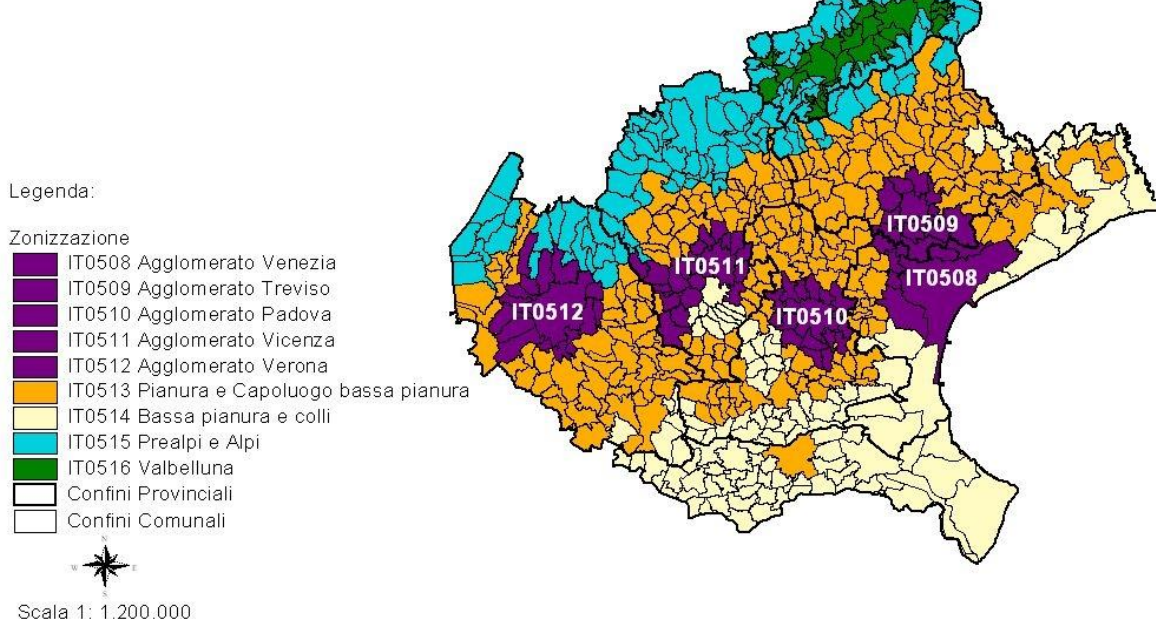 Legenda:
Zonizzazione
IT0508 Agglomerato Venezia
IT0509 Agglomerato Treviso
IT0510 Agglomerato Padova
IT0511 Agglomerato Vicenza
IT0512 Agglomerato Verona
IT0513 Pianura e Capoluogo bassa pianura
IT0514 Bassa pianura e colli
IT0515 Prealpi e Alpi
IT0516 Valbelluna
Confini Provinciali
Confini Comunali
N
W
E
S
Scala 1: 1.200.000
IT0509
IT0511
IT0508
IT0512
IT0510